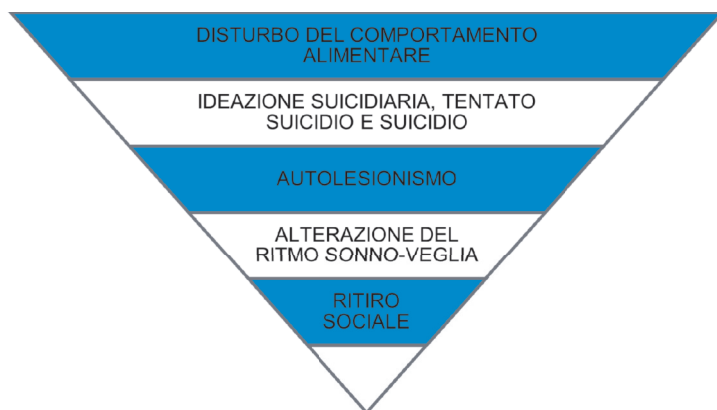 DISTURBO DEL COMPORTAMENTO
ALIMENTARE
IDEAZIONE SUICIDIARIA, TENTATO
SUICIDIO E SUICIDIO
AUTOLESIONISMO
ALTERAZIONE DEL
RITMO SONNO-VEGLIA
RITIRO
SOCIALE